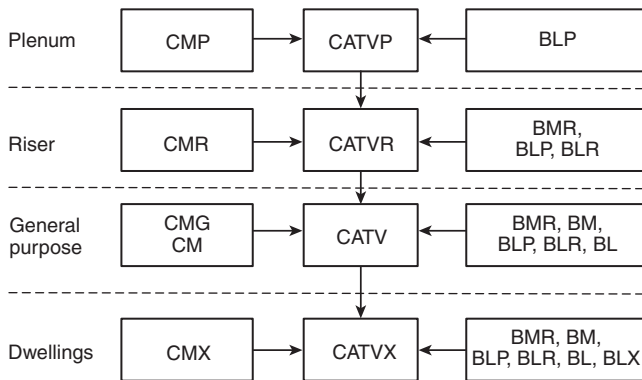 Plenum
CMP
CATVP
BLP
Riser
CMR
CATVR
BMR,
BLP, BLR
General
purpose
CMG
CM
CATV
BMR, BM,
BLP, BLR, BL
Dwellings
CMX
CATVX
BMR, BM,
BLP, BLR, BL, BLX